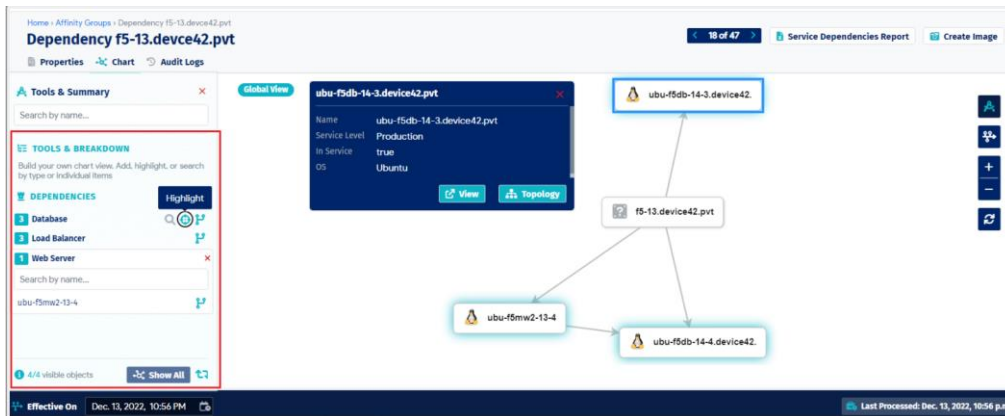 Home › Affinity Groups › Dependency f5-13.devce42.pvt
Dependency f5-13.devce42.pvt
Properties
Chart
Audit Logs
18 of 47
Service Dependencies Report
Create Image
Tools & Summary
Search by name...
TOOLS & BREAKDOWN
Build your own chart view. Add, highlight, or search
by type or individual items
DEPENDENCIES
Highlight
3 Database
3 Load Balancer
1 Web Server
Search by name...
ubu-f5mw2-13-4
4/4 visible objects
Show All
Global View
ubu-f5db-14-3.device42.pvt
Name ubu-f5db-14-3.device42.pvt
Service Level Production
In Service true
OS Ubuntu
View
Topology
ubu-f5db-14-3.device42.
f5-13.device42.pvt
ubu-f5mw2-13-4
ubu-f5db-14-4.device42.
Effective On Dec. 13, 2022, 10:56 PM
Last Processed: Dec. 13, 2022, 10:56 p.m